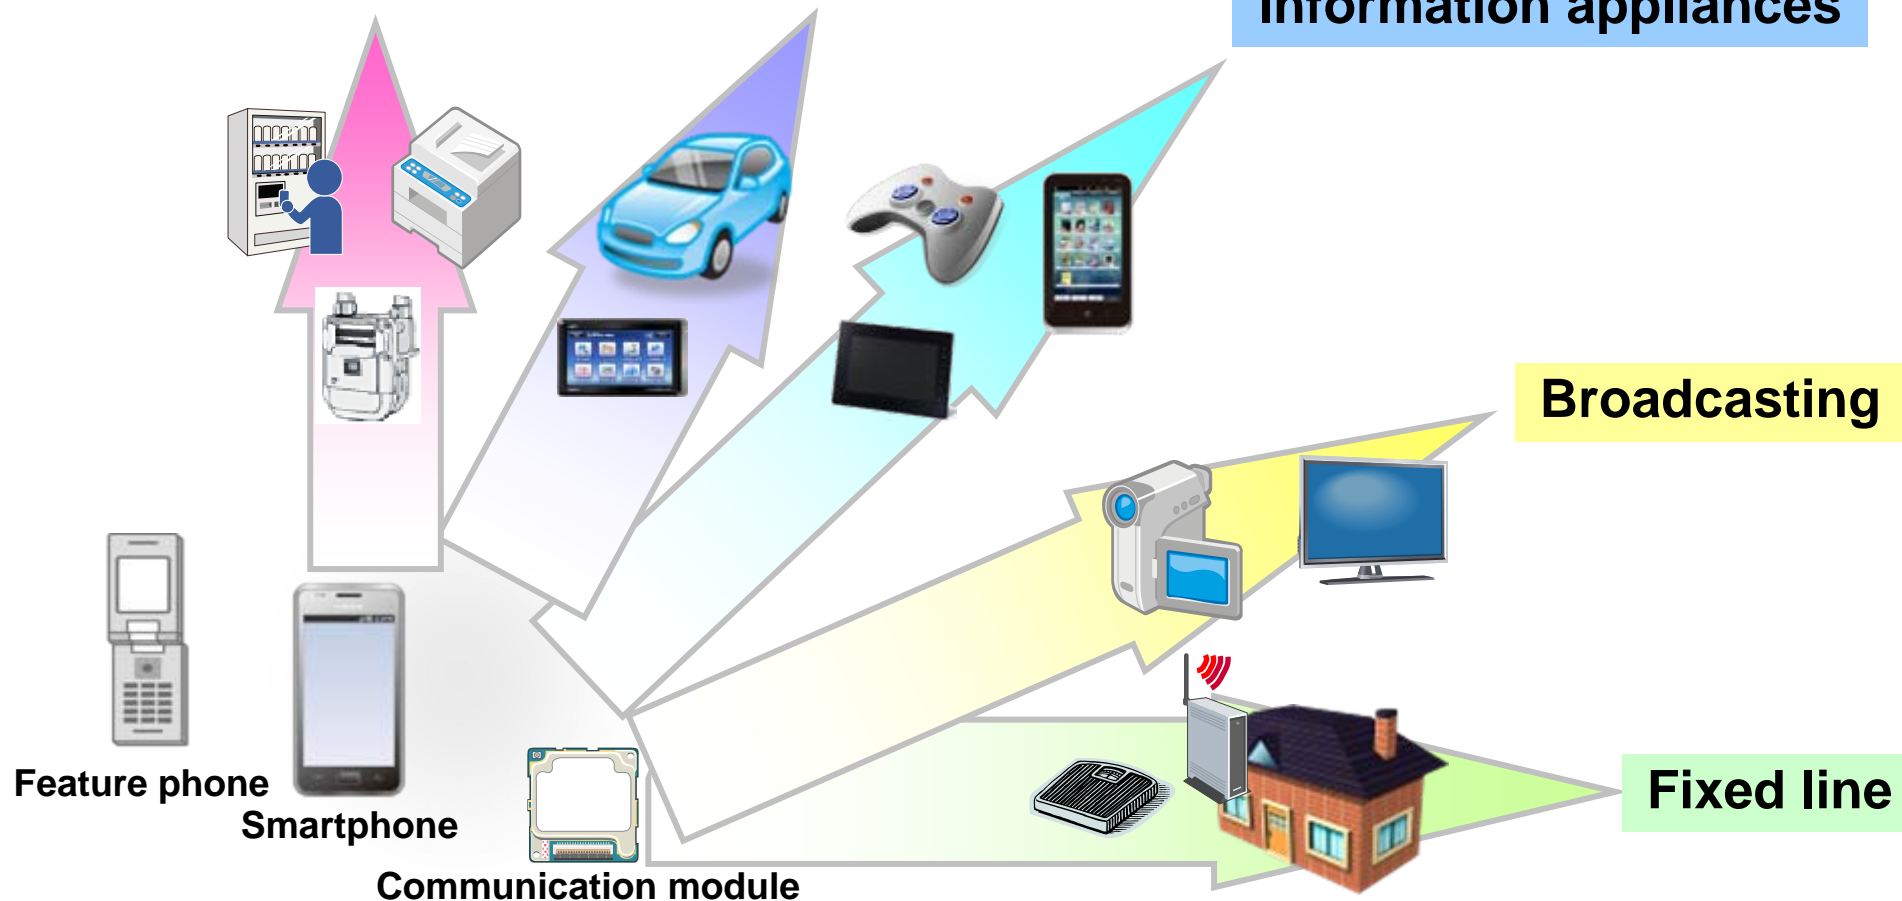 Information appliances
Broadcasting
Fixed line
Feature phone
Smartphone
Communication module